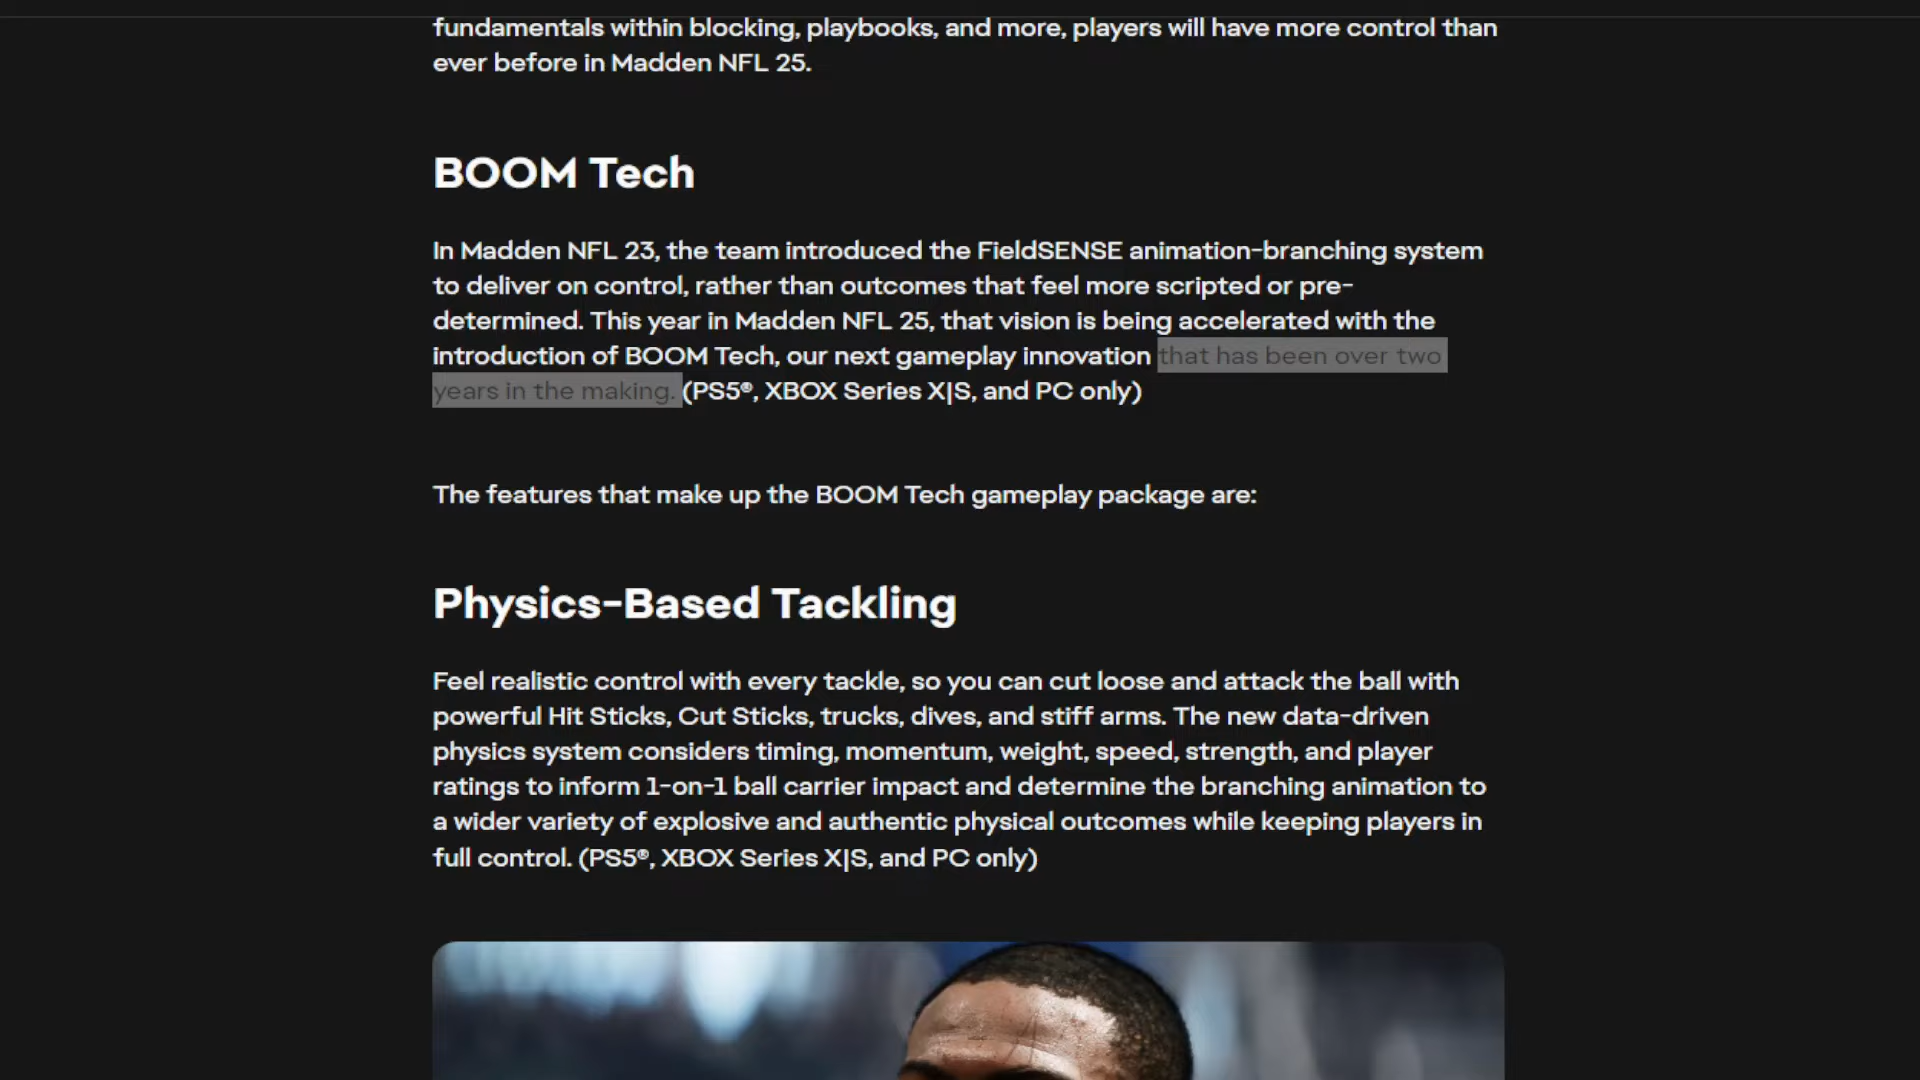 fundamentals within blocking, playbooks, and more, players will have more control than
ever before in Madden NFL 25.
BOOM Tech
In Madden NFL 23, the team introduced the FieldSENSE animation-branching system
to deliver on control, rather than outcomes that feel more scripted or pre-
determined. This year in Madden NFL 25, that vision is being accelerated with the
introduction of BOOM Tech, our next gameplay innovation that has been over two
years in the making. (PS5®, XBOX Series X|S, and PC only)
The features that make up the BOOM Tech gameplay package are:
Physics-Based Tackling
Feel realistic control with every tackle, so you can cut loose and attack the ball with
powerful Hit Sticks, Cut Sticks, trucks, dives, and stiff arms. The new data-driven
physics system considers timing, momentum, weight, speed, strength, and player
ratings to inform 1-on-1 ball carrier impact and determine the branching animation to
a wider variety of explosive and authentic physical outcomes while keeping players in
full control. (PS5®, XBOX Series X|S, and PC only)